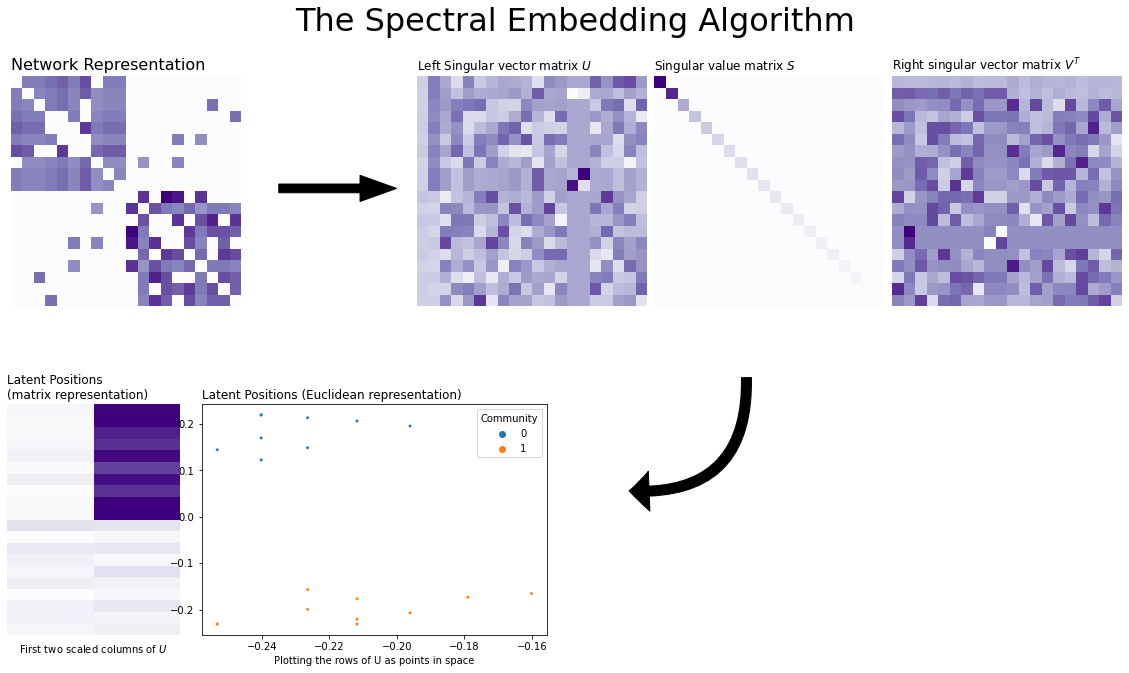 The Spectral Embedding Algorithm
Network Representation
Left Singular vector matrix U
Singular value matrix S
Right singular vector matrix V^T
Latent Positions
(matrix representation)
First two scaled columns of U
Latent Positions (Euclidean representation)
Community
0
1
0.2
0.1
0.0
−0.1
−0.2
−0.24
−0.22
−0.20
−0.18
−0.16
Plotting the rows of U as points in space